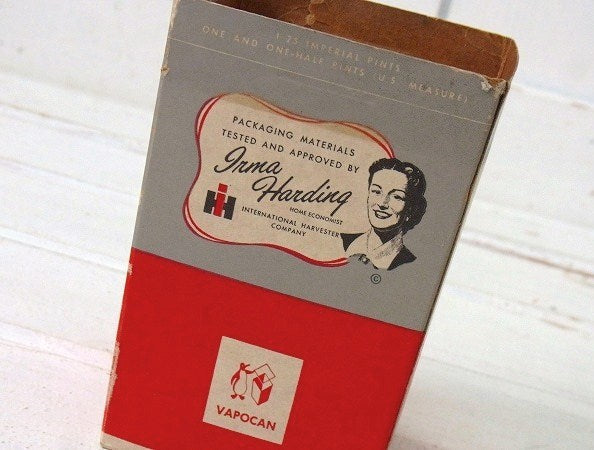 1.25 IMPERIAL PINTS
ONE AND ONE-HALF PINTS (U.S. MEASURE)
PACKAGING MATERIALS
TESTED AND APPROVED BY
Irma
Harding
HOME ECONOMIST
IH INTERNATIONAL HARVESTER
COMPANY
©
VAPOCAN